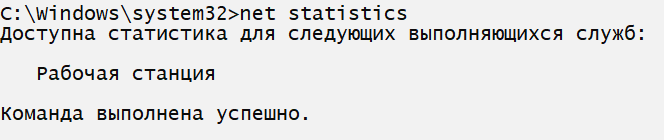 C:\Windows\system32>net statistics
Доступна статистика для следующих выполняющихся служб:
Рабочая станция
Команда выполнена успешно.